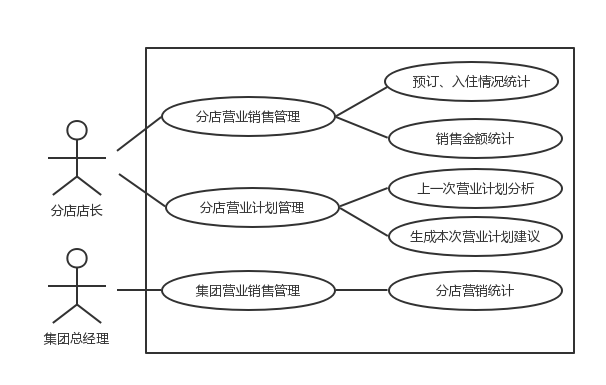 预订、入住情况统计
分店营业销售管理
销售金额统计
上一次营业计划分析
分店店长
分店营业计划管理
生成本次营业计划建议
集团营业销售管理
分店营销统计
集团总经理